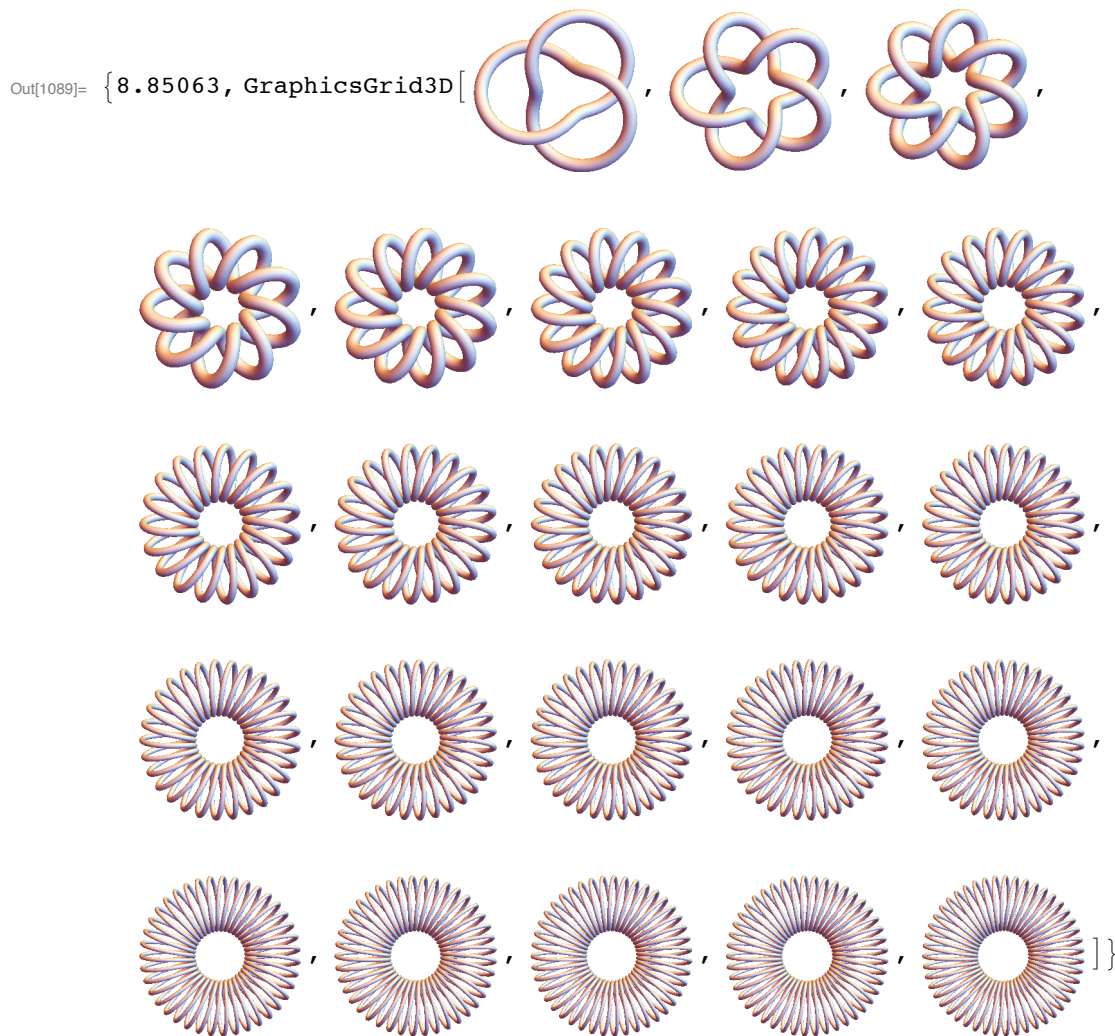 Out[1089]= {8.85063, GraphicsGrid3D[ , , ,
, , , , ,
, , , , ,
, , , , ,
, , , , ]}